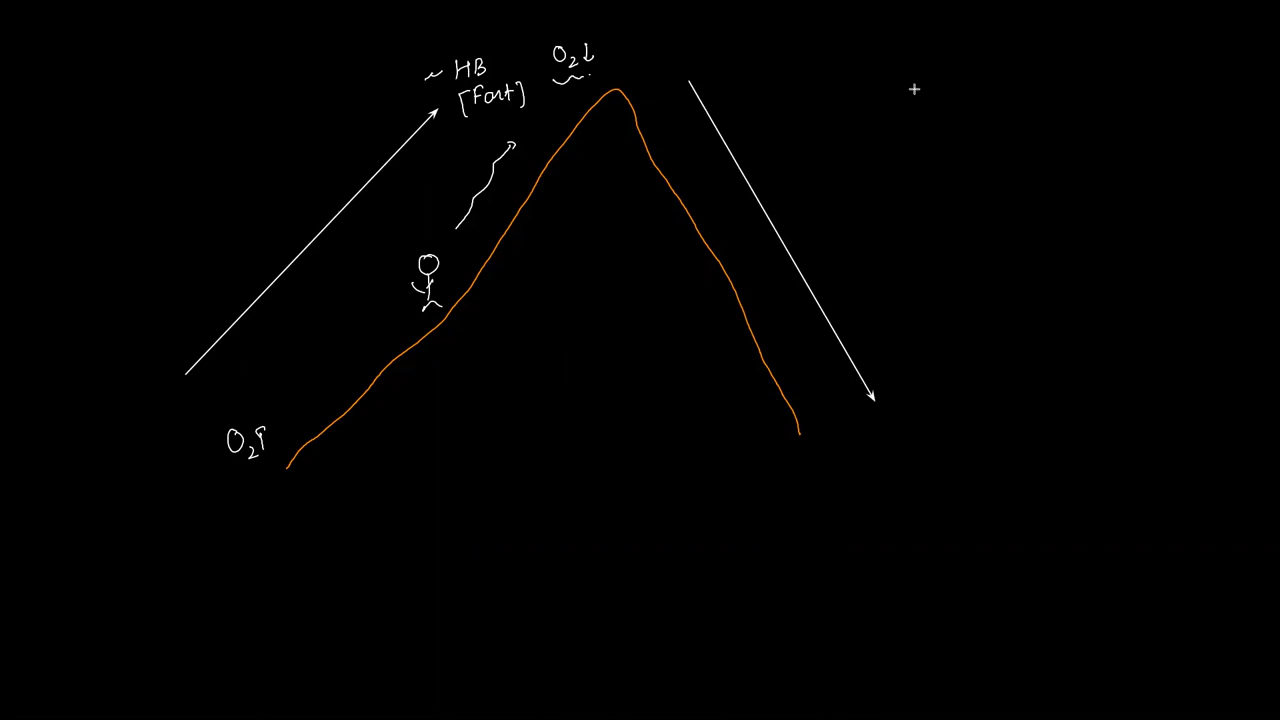 HB
[Fast]
O₂↓
O₂↑